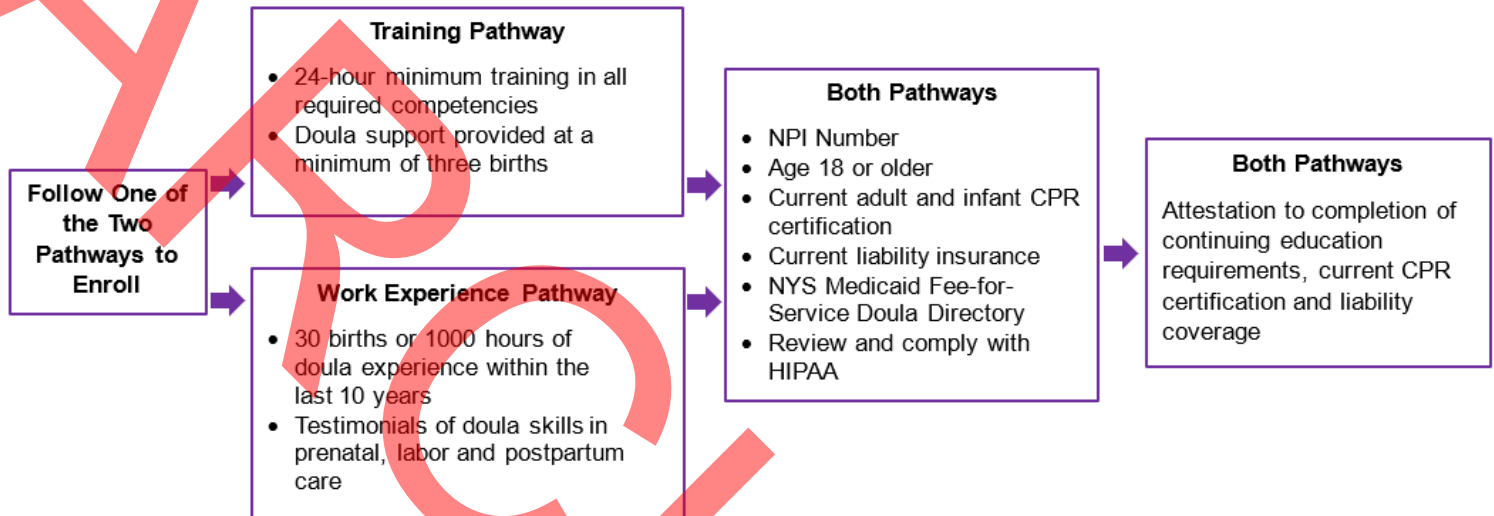 Follow One of
the Two
Pathways to
Enroll
Training Pathway
• 24-hour minimum training in all
required competencies
• Doula support provided at a
minimum of three births
Work Experience Pathway
• 30 births or 1000 hours of
doula experience within the
last 10 years
• Testimonials of doula skills in
prenatal, labor and postpartum
care
Both Pathways
• NPI Number
• Age 18 or older
• Current adult and infant CPR
certification
• Current liability insurance
• NYS Medicaid Fee-for-
Service Doula Directory
• Review and comply with
HIPAA
Both Pathways
Attestation to completion of
continuing education
requirements, current CPR
certification and liability
coverage